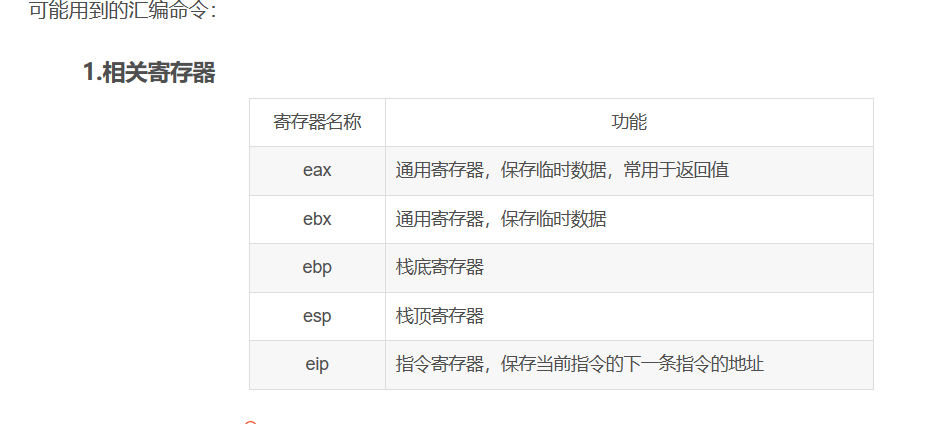 可能用到的汇编命令：
1.相关寄存器
寄存器名称 功能
eax 通用寄存器，保存临时数据，常用于返回值
ebx 通用寄存器，保存临时数据
ebp 栈底寄存器
esp 栈顶寄存器
eip 指令寄存器，保存当前指令的下一条指令的地址